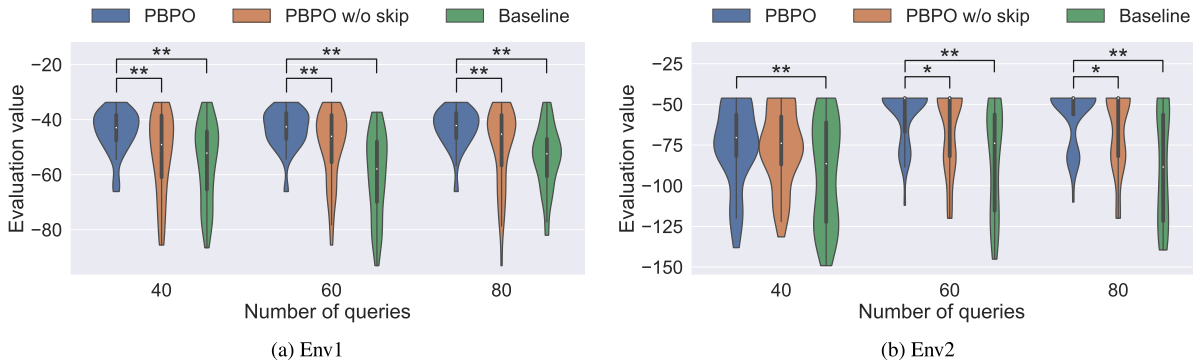 PBPO PBPO w/o skip Baseline
** ** ** ** ** **
−20
−40
−60
−80
Evaluation value
40 60 80
Number of queries
(a) Env1
PBPO PBPO w/o skip Baseline
** ** * ** *
−25
−50
−75
−100
−125
−150
Evaluation value
40 60 80
Number of queries
(b) Env2